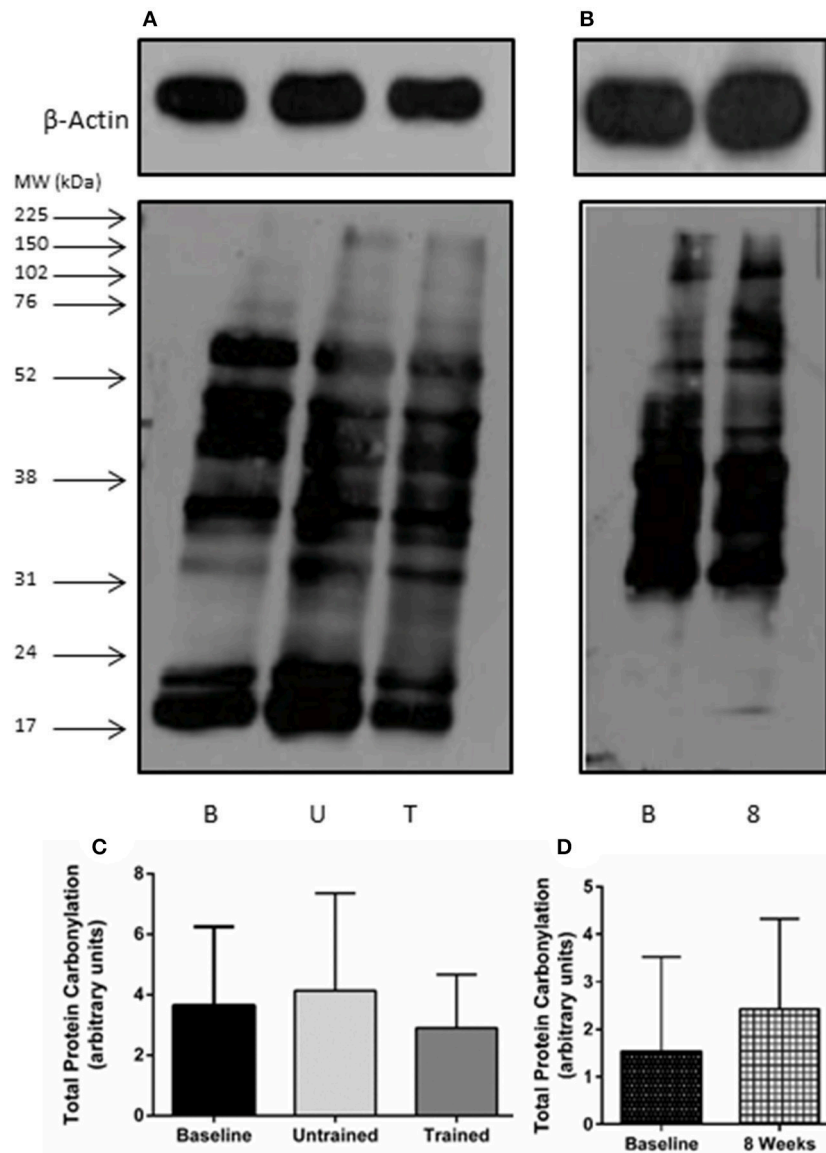 A
B
β-Actin
MW (kDa)
225
150
102
76
52
38
31
24
17
B U T
B 8
C
D
Total Protein Carbonylation
(arbitrary units)
8
6
4
2
0
Baseline Untrained Trained
Total Protein Carbonylation
(arbitrary units)
5
4
3
2
1
0
Baseline 8 Weeks